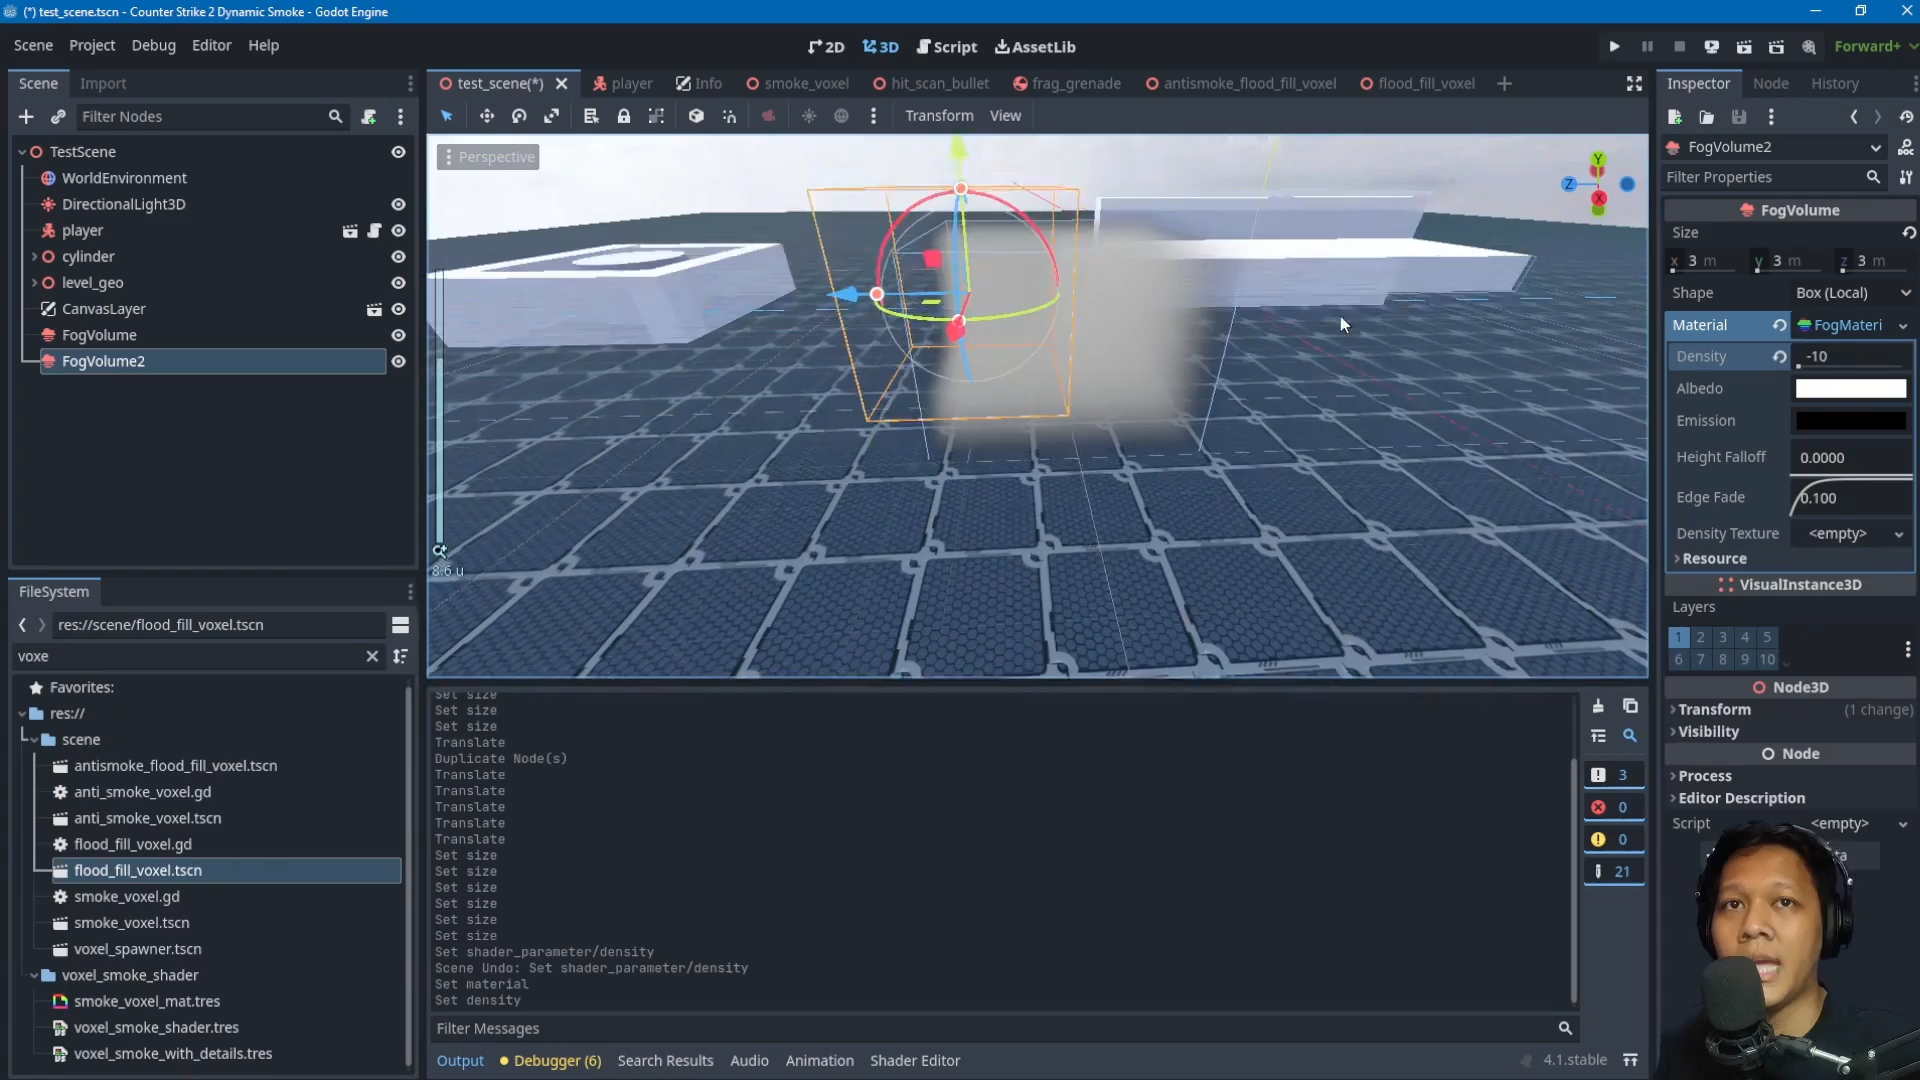 (*) test_scene.tscn - Counter Strike 2 Dynamic Smoke - Godot Engine
Scene Project Debug Editor Help
2D 3D Script AssetLib
Forward+
Scene Import
Filter Nodes
TestScene
WorldEnvironment
DirectionalLight3D
player
cylinder
level_geo
CanvasLayer
FogVolume
FogVolume2
FileSystem
res://scene/flood_fill_voxel.tscn
voxe
Favorites:
res://
scene
antismoke_flood_fill_voxel.tscn
anti_smoke_voxel.gd
anti_smoke_voxel.tscn
flood_fill_voxel.gd
flood_fill_voxel.tscn
smoke_voxel.gd
smoke_voxel.tscn
voxel_spawner.tscn
voxel_smoke_shader
smoke_voxel_mat.tres
voxel_smoke_shader.tres
voxel_smoke_with_details.tres
test_scene(*) player Info smoke_voxel hit_scan_bullet frag_grenade antismoke_flood_fill_voxel flood_fill_voxel
Transform View
Perspective
Y
Z
X
8.6 u
Set size
Set size
Set size
Translate
Duplicate Node(s)
Translate
Translate
Translate
Translate
Translate
Set size
Set size
Set size
Set size
Set size
Set size
Set shader_parameter/density
Scene Undo: Set shader_parameter/density
Set material
Set density
3
0
0
21
Filter Messages
Output Debugger (6) Search Results Audio Animation Shader Editor
4.1.stable
Inspector Node History
FogVolume2
DOC
Filter Properties
FogVolume
Size
x 3 m y 3 m z 3 m
Shape Box (Local)
Material FogMateri
Density -10
Albedo
Emission
Height Falloff 0.0000
Edge Fade 0.100
Density Texture <empty>
Resource
VisualInstance3D
Layers
1 2 3 4 5
6 7 8 9 10
Node3D
Transform (1 change)
Visibility
Node
Process
Editor Description
Script <empty>